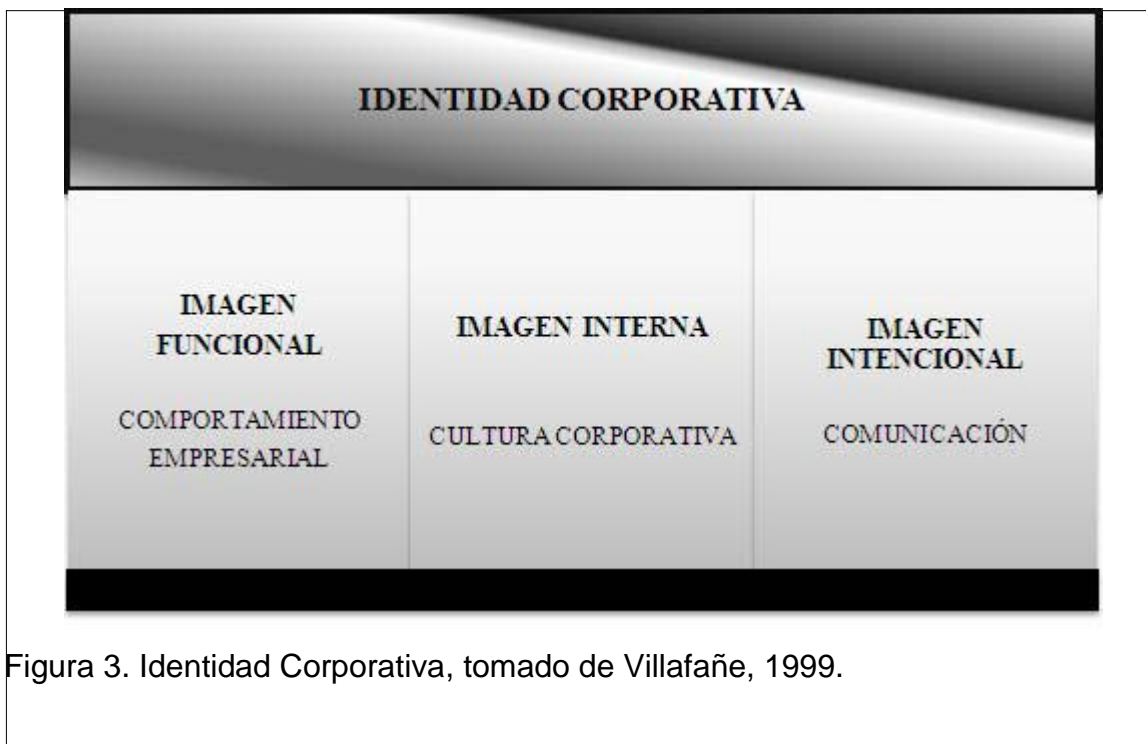 IDENTIDAD CORPORATIVA
IMAGEN
FUNCIONAL
COMPORTAMIENTO
EMPRESARIAL
IMAGEN INTERNA
CULTURA CORPORATIVA
IMAGEN
INTENCIONAL
COMUNICACIÓN
Figura 3. Identidad Corporativa, tomado de Villafañe, 1999.